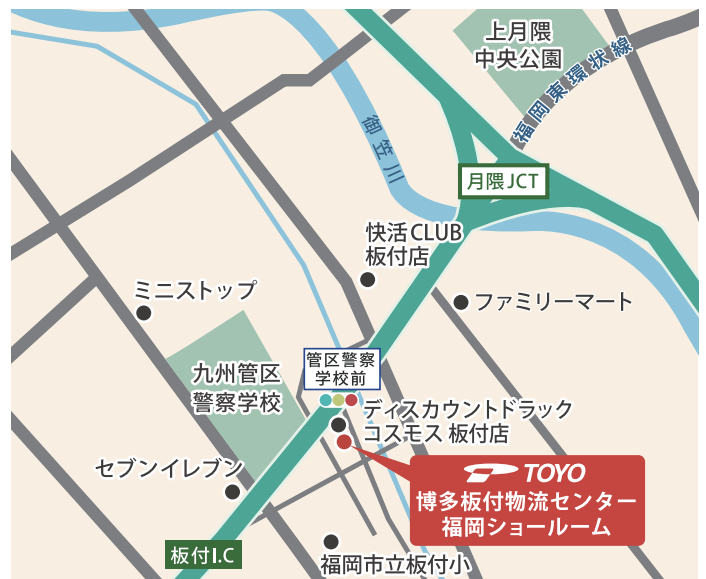 上月隈
中央公園
福岡東環状線
御笠川
月隈JCT
快活CLUB
板付店
ミニストップ
ファミリーマート
九州管区
警察学校
管区警察
学校前
ディスカウントドラック
コスモス 板付店
セブンイレブン
TOYO
博多板付物流センター
福岡ショールーム
板付I.C
福岡市立板付小